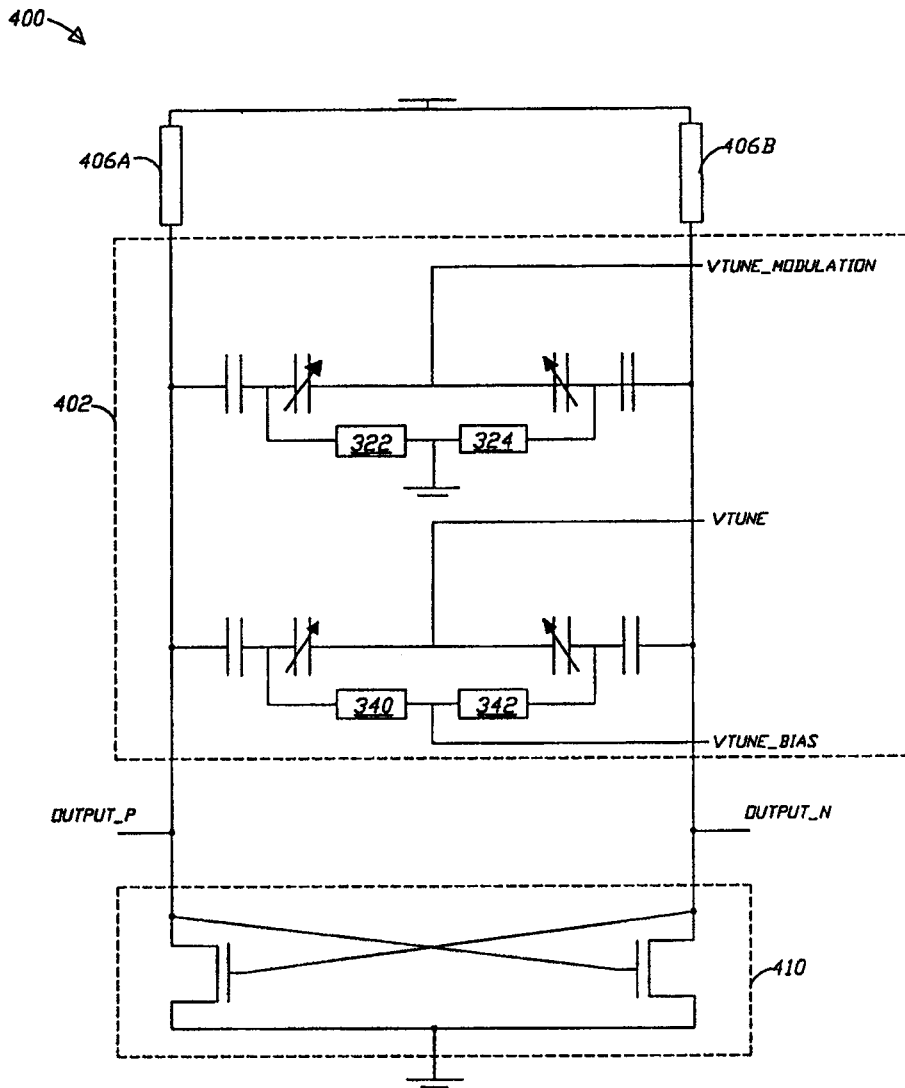 400
406A
406B
VTUNE_MODULATION
402
322
324
VTUNE
340
342
VTUNE_BIAS
OUTPUT_P
OUTPUT_N
410